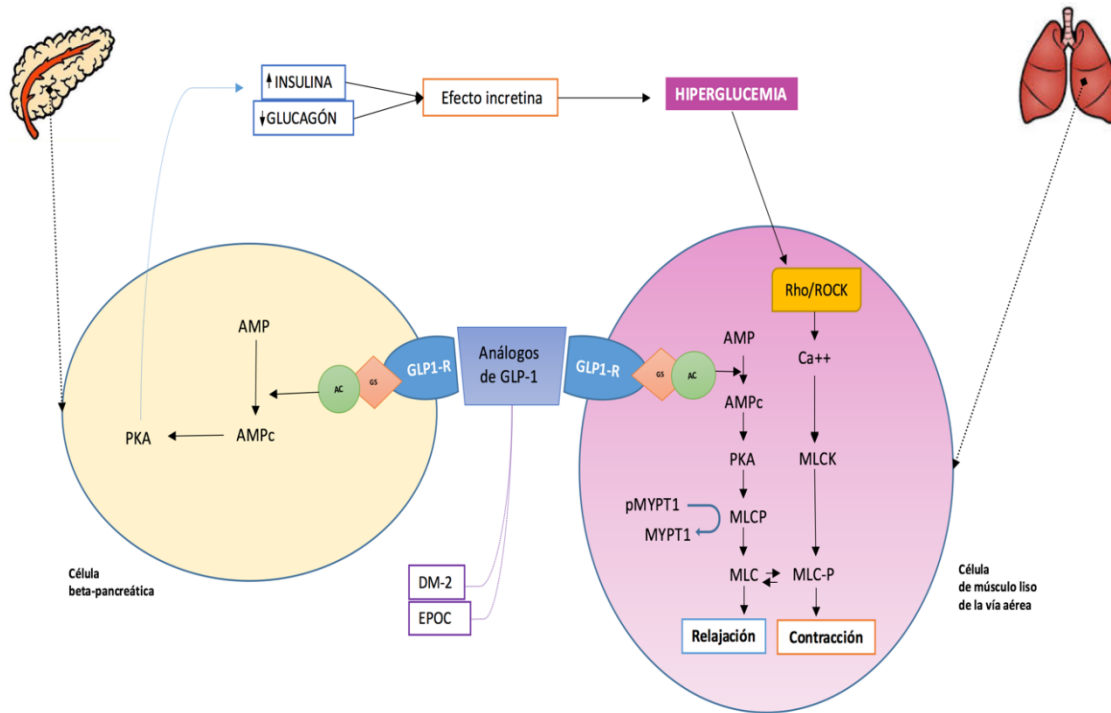 ↑INSULINA
↓GLUCAGÓN
Efecto incretina
HIPERGLUCEMIA
AMP
AMPc
PKA
AC
GS
GLP1-R
Análogos
de GLP-1
GLP1-R
GS
AC
Rho/ROCK
AMP
Ca++
AMPc
PKA
MLCK
pMYPT1
MYPT1
MLCP
MLC
MLC-P
Relajación
Contracción
DM-2
EPOC
Célula
beta-pancreática
Célula
de músculo liso
de la vía aérea